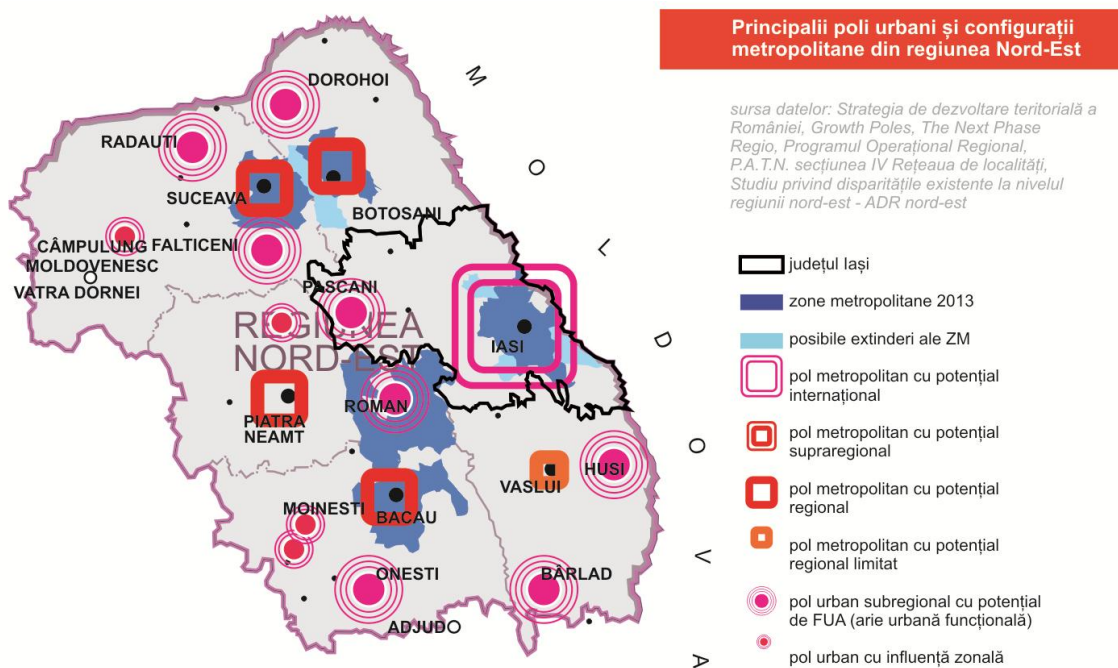 Principalii poli urbani și configurații
metropolitane din regiunea Nord-Est
sursa datelor: Strategia de dezvoltare teritorială a
României, Growth Poles, The Next Phase
Regio, Programul Operațional Regional,
P.A.T.N. secțiunea IV Rețeaua de localități,
Studiu privind disparitățile existente la nivelul
regiunii nord-est - ADR nord-est
județul Iași
zone metropolitane 2013
posibile extinderi ale ZM
pol metropolitan cu potențial
internațional
pol metropolitan cu potențial
supraregional
pol metropolitan cu potențial
regional
pol metropolitan cu potențial
regional limitat
pol urban subregional cu potențial
de FUA (arie urbană funcțională)
pol urban cu influență zonală
DOROHOI
RADAUTI
SUCEAVA
BOTOSANI
CÂMPULUNG
MOLDOVENESC
FALTICENI
VATRA DORNEI
PASCANI
REGIUNEA
NORD-EST
IASI
ROMAN
PIATRA
NEAMT
VASLUI
HUSI
MOINESTI
BACAU
ONESTI
BÂRLAD
ADJUD
M
O
L
D
O
V
A